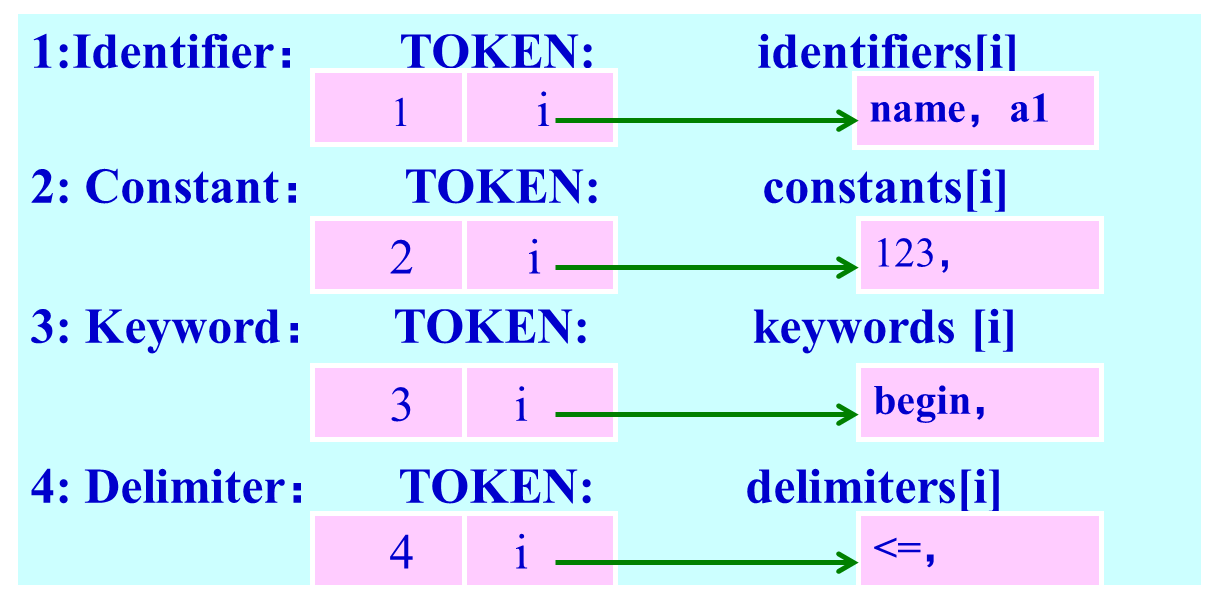 1:Identifier： TOKEN: identifiers[i]
1 i name，a1
2: Constant： TOKEN: constants[i]
2 i 123，
3: Keyword： TOKEN: keywords [i]
3 i begin，
4: Delimiter： TOKEN: delimiters[i]
4 i <=，